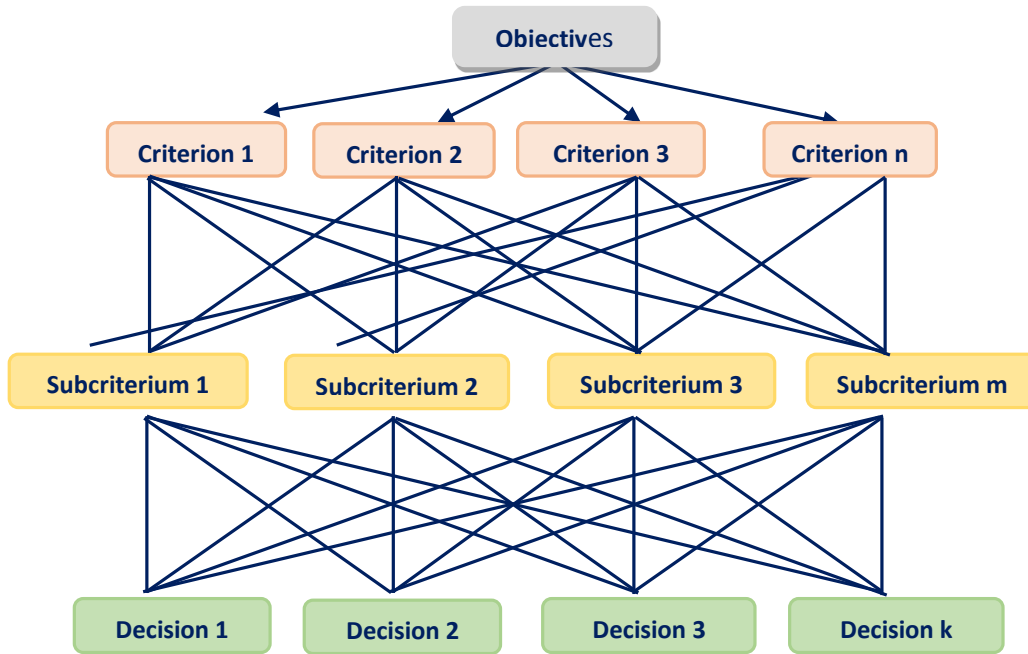 Obiectives
Criterion 1
Criterion 2
Criterion 3
Criterion n
Subcriterium 1
Subcriterium 2
Subcriterium 3
Subcriterium m
Decision 1
Decision 2
Decision 3
Decision k